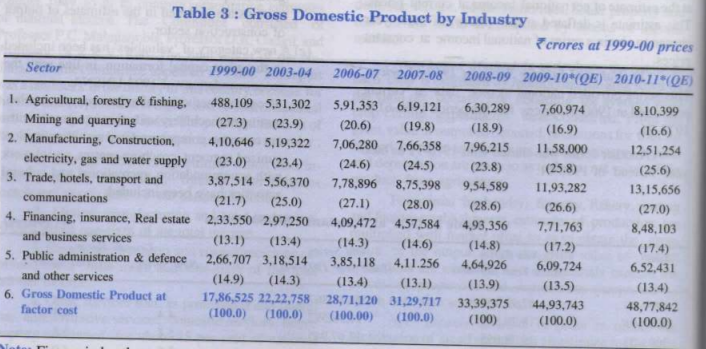 Table 3 : Gross Domestic Product by Industry
₹ crores at 1999-00 prices
Sector 1999-00 2003-04 2006-07 2007-08 2008-09 2009-10*(QE) 2010-11*(QE)
1. Agricultural, forestry & fishing, 488,109 5,31,302 5,91,353 6,19,121 6,30,289 7,60,974 8,10,399
Mining and quarrying (27.3) (23.9) (20.6) (19.8) (18.9) (16.9) (16.6)
2. Manufacturing, Construction, 4,10,646 5,19,322 7,06,280 7,66,358 7,96,215 11,58,000 12,51,254
electricity, gas and water supply (23.0) (23.4) (24.6) (24.5) (23.8) (25.8) (25.6)
3. Trade, hotels, transport and 3,87,514 5,56,370 7,78,896 8,75,398 9,54,589 11,93,282 13,15,656
communications (21.7) (25.0) (27.1) (28.0) (28.6) (26.6) (27.0)
4. Financing, insurance, Real estate 2,33,550 2,97,250 4,09,472 4,57,584 4,93,356 7,71,763 8,48,103
and business services (13.1) (13.4) (14.3) (14.6) (14.8) (17.2) (17.4)
5. Public administration & defence 2,66,707 3,18,514 3,85,118 4,11.256 4,64,926 6,09,724 6,52,431
and other services (14.9) (14.3) (13.4) (13.1) (13.9) (13.5) (13.4)
6. Gross Domestic Product at 17,86,525 22,22,758 28,71,120 31,29,717 33,39,375 44,93,743 48,77,842
factor cost (100.0) (100.0) (100.00) (100.0) (100) (100.0) (100.0)